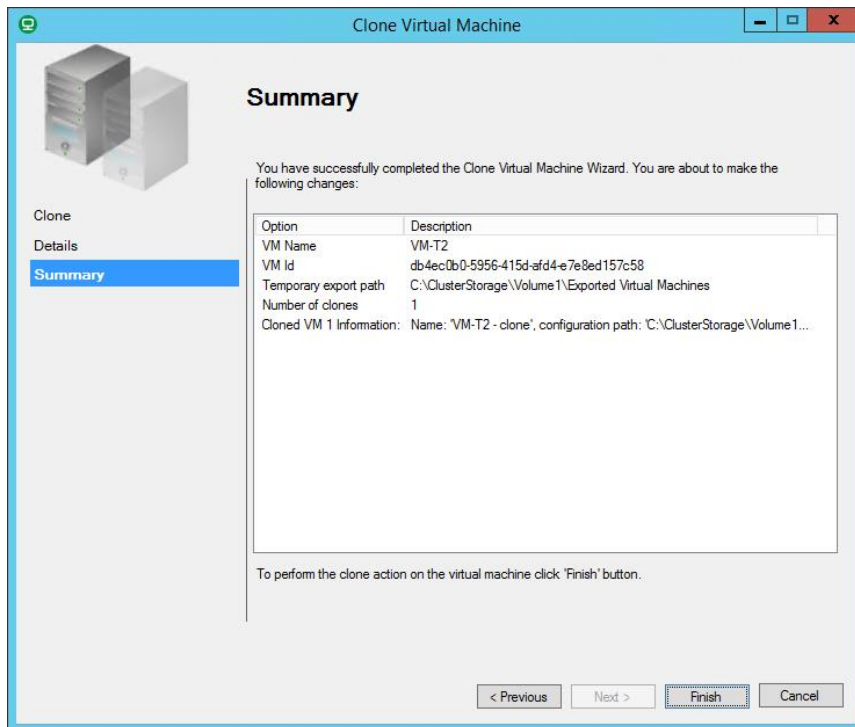 Clone Virtual Machine
Summary
You have successfully completed the Clone Virtual Machine Wizard. You are about to make the
following changes:
Clone
Details
Summary
Option Description
VM Name VM-T2
VM Id db4ec0b0-5956-415d-afd4-e7e8ed157c58
Temporary export path C:\ClusterStorage\Volume1\Exported Virtual Machines
Number of clones 1
Cloned VM 1 Information: Name: 'VM-T2 - clone', configuration path: 'C:\ClusterStorage\Volume1...
To perform the clone action on the virtual machine click 'Finish' button.
< Previous Next > Finish Cancel